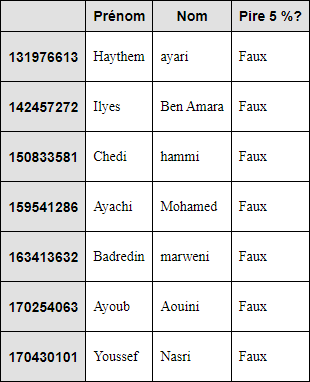 Prénom Nom Pire 5 %?
131976613 Haythem ayari Faux
142457272 Ilyes Ben Amara Faux
150833581 Chedi hammi Faux
159541286 Ayachi Mohamed Faux
163413632 Badredin marweni Faux
170254063 Ayoub Aouini Faux
170430101 Youssef Nasri Faux